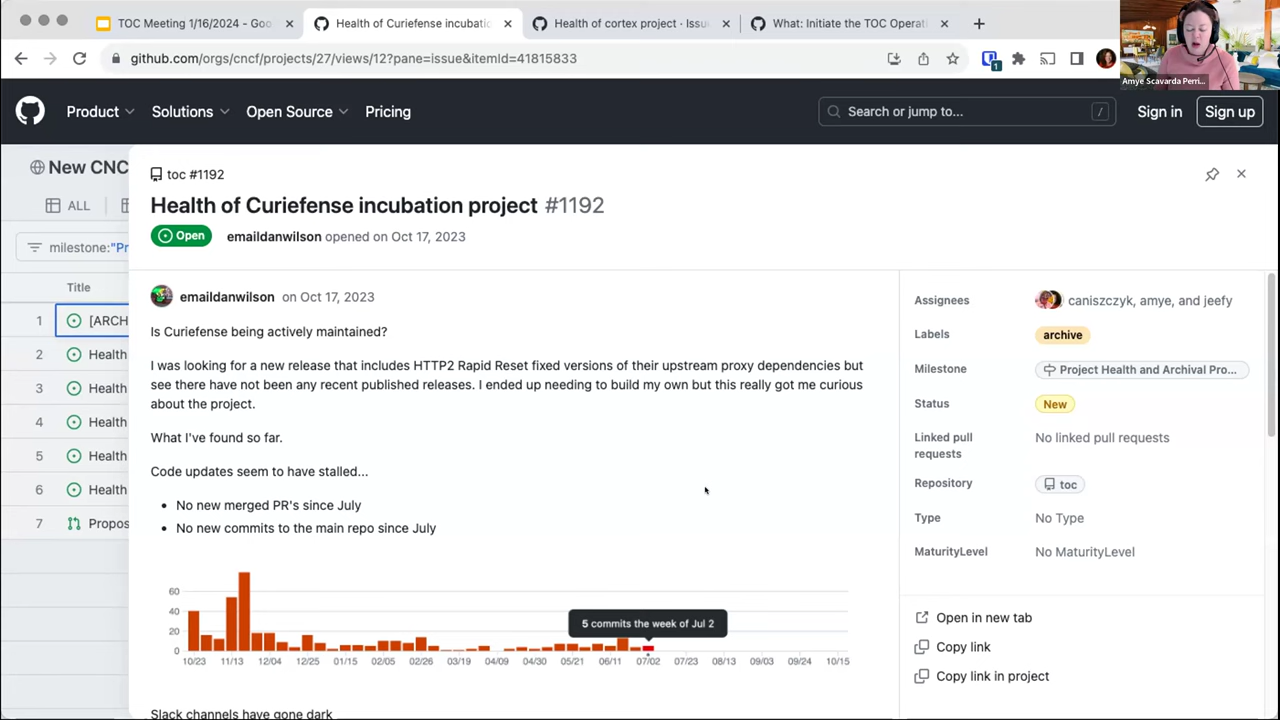 TOC Meeting 1/16/2024 - Goo
Health of Curiefense incubatio
Health of cortex project · Issu
What: Initiate the TOC Operati
github.com/orgs/cncf/projects/27/views/12?pane=issue&itemId=41815833
1
Amye Scavarda Perri...
Product
Solutions
Open Source
Pricing
Search or jump to...
/
Sign in
Sign up
New CNC
ALL
milestone:"Pr
Title
1 [ARCH
2 Health
3 Health
4 Health
5 Health
6 Health
7 Propos
toc #1192
Health of Curiefense incubation project #1192
Open
emaildanwilson opened on Oct 17, 2023
emaildanwilson on Oct 17, 2023
Is Curiefense being actively maintained?
I was looking for a new release that includes HTTP2 Rapid Reset fixed versions of their upstream proxy dependencies but
see there have not been any recent published releases. I ended up needing to build my own but this really got me curious
about the project.
What I've found so far.
Code updates seem to have stalled...
• No new merged PR's since July
• No new commits to the main repo since July
60
40
20
0
5 commits the week of Jul 2
10/23 11/13 12/04 12/25 01/15 02/05 02/26 03/19 04/09 04/30 05/21 06/11 07/02 07/23 08/13 09/03 09/24 10/15
Slack channels have gone dark
Assignees
caniszczyk, amye, and jeefy
Labels
archive
Milestone
Project Health and Archival Pro...
Status
New
Linked pull
requests
No linked pull requests
Repository
toc
Type
No Type
MaturityLevel
No MaturityLevel
Open in new tab
Copy link
Copy link in project